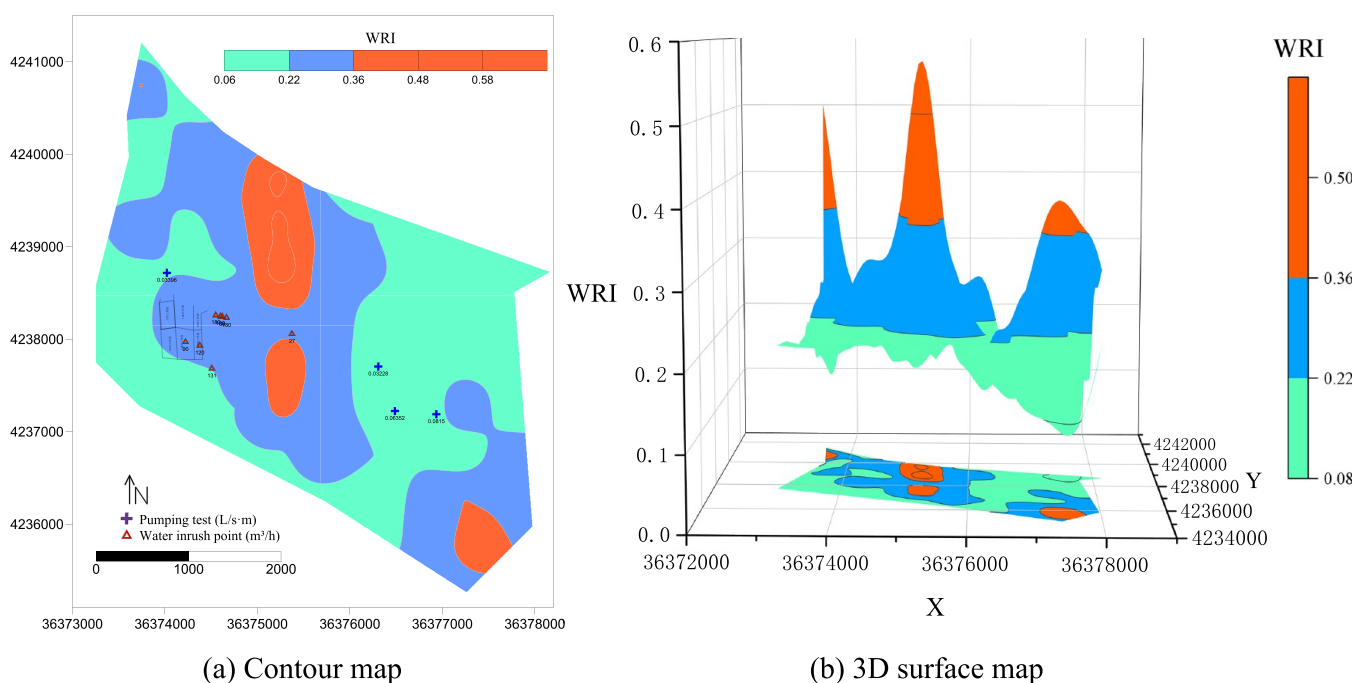 WRI
0.06 0.22 0.36 0.48 0.58
4241000
4240000
4239000
4238000
4237000
4236000
0.03396
90
120
131
27
0.03228
0.06352
0.0815
N
Pumping test (L/s·m)
Water inrush point (m³/h)
0 1000 2000
36373000 36374000 36375000 36376000 36377000 36378000
(a) Contour map
WRI
0.6
0.5
0.4
0.3
0.2
0.1
0.0
36372000 36374000 36376000 36378000
X
4242000
4240000
4238000
4236000
4234000
Y
WRI
0.50
0.36
0.22
0.08
(b) 3D surface map